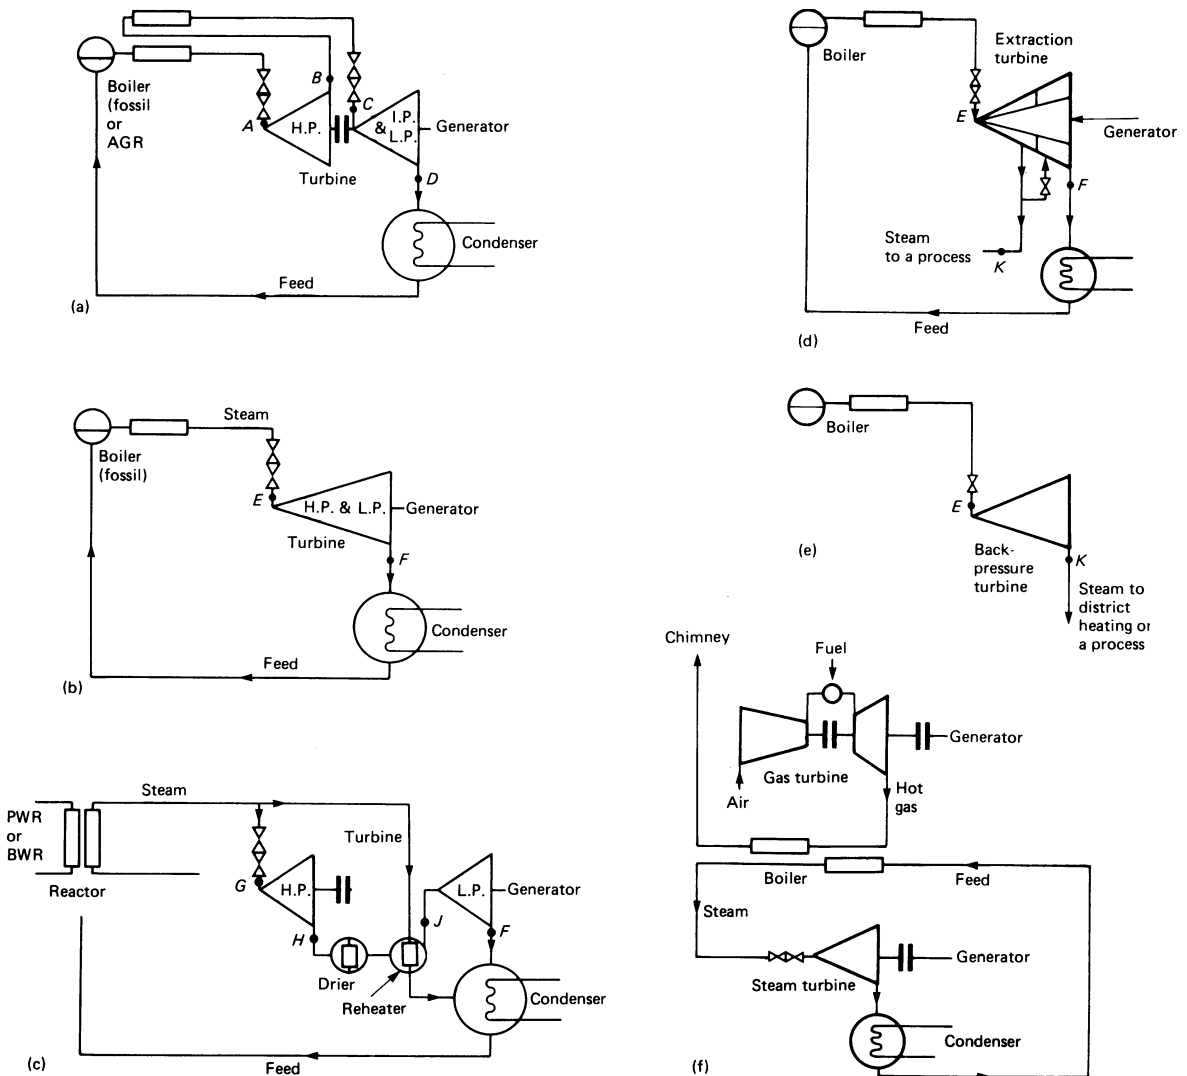 Boiler
(fossil
or
AGR
A
B
H.P.
C
I.P.
&
L.P.
Generator
Turbine
D
Condenser
Feed
(a)
Steam
Boiler
(fossil)
E
H.P. & L.P.
Generator
Turbine
F
Condenser
Feed
(b)
Steam
PWR
or
BWR
Reactor
Turbine
G
H.P.
L.P.
Generator
H
J
F
Drier
Reheater
Condenser
Feed
(c)
Boiler
Extraction
turbine
E
Generator
F
Steam
to a process
K
Feed
(d)
Boiler
E
(e)
Back-
pressure
turbine
K
Steam to
district
heating or
a process
Chimney
Fuel
Generator
Gas turbine
Air
Hot
gas
Boiler
Feed
Steam
Steam turbine
Generator
Condenser
(f)